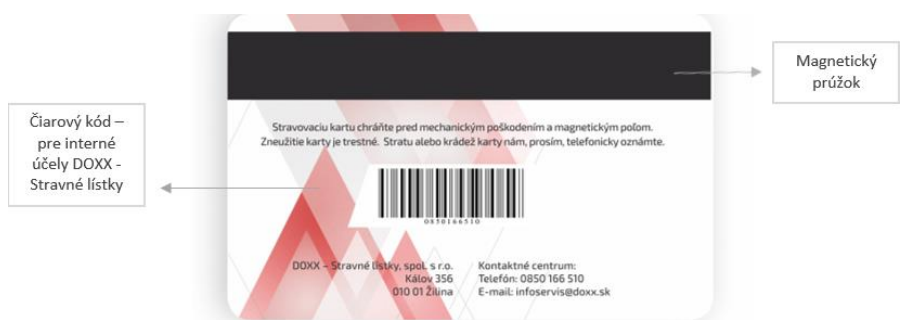 Magnetický
prúžok
Čiarový kód –
pre interné
účely DOXX -
Stravné lístky
Stravovaciu kartu chráňte pred mechanickým poškodením a magnetickým poľom.
Zneužitie karty je trestné. Stratu alebo krádež karty nám, prosím, telefonicky oznámte.
0850166510
DOXX – Stravné lístky, spol. s r.o.
Kálov 356
010 01 Žilina
Kontaktné centrum:
Telefón: 0850 166 510
E-mail: infoservis@doxx.sk